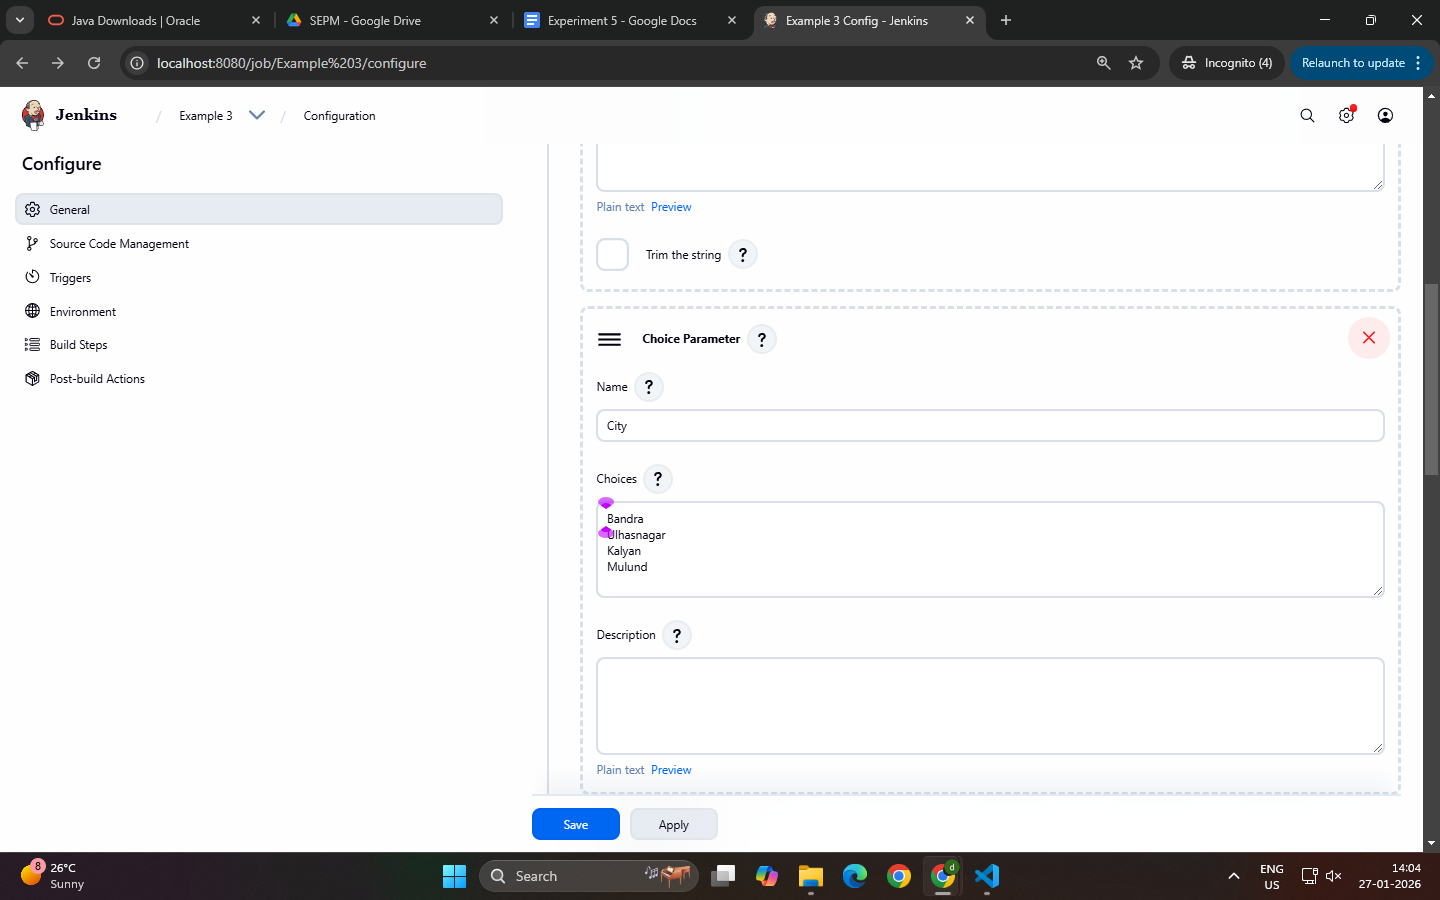 Java Downloads | Oracle
SEPM - Google Drive
Experiment 5 - Google Docs
Example 3 Config - Jenkins
localhost:8080/job/Example%203/configure
Incognito (4)
Relaunch to update
Jenkins / Example 3 / Configuration
Configure
General
Source Code Management
Triggers
Environment
Build Steps
Post-build Actions
Plain text Preview
Trim the string ?
Choice Parameter ?
Name ?
City
Choices ?
Bandra
Ulhasnagar
Kalyan
Mulund
Description ?
Plain text Preview
Save Apply
8
26°C
Sunny
Search
d
ENG
US
14:04
27-01-2026